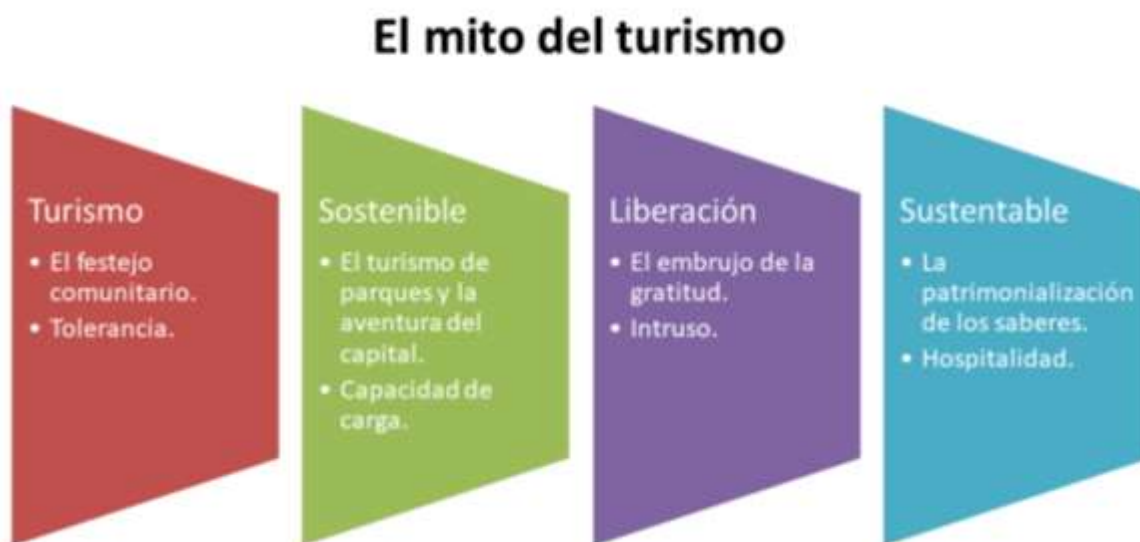 El mito del turismo
Turismo
• El festejo
comunitario.
• Tolerancia.
Sostenible
• El turismo de
parques y la
aventura del
capital.
• Capacidad de
carga.
Liberación
• El embrujo de la
gratitud.
• Intruso.
Sustentable
• La
patrimonialización
de los saberes.
• Hospitalidad.